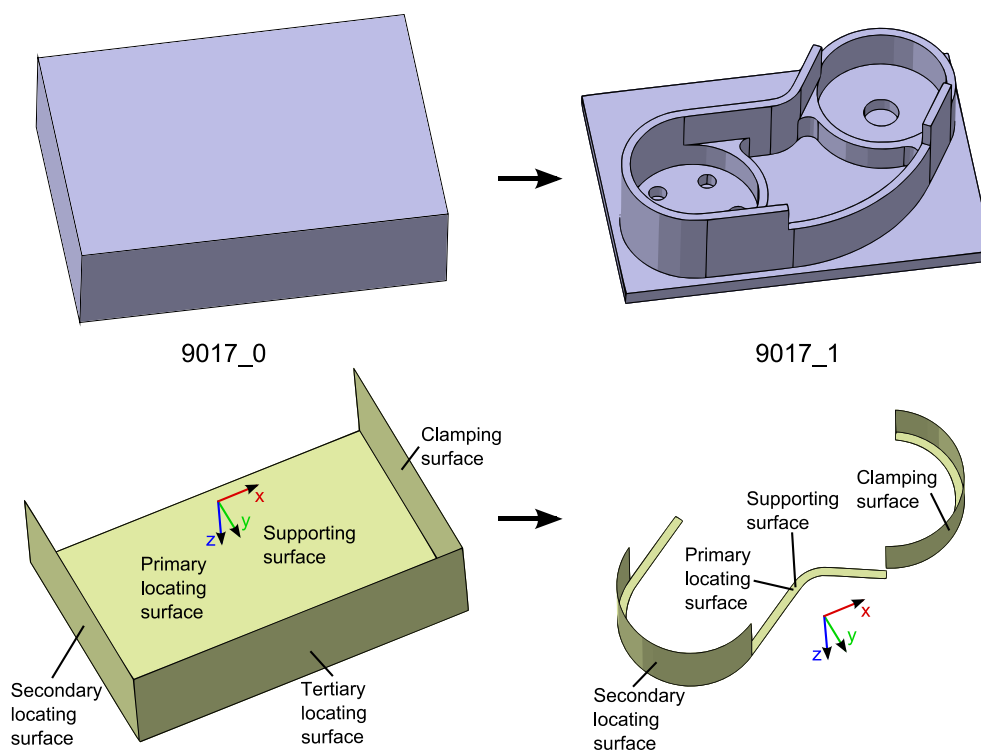 9017_0
9017_1
Clamping
surface
x
y
z
Supporting
surface
Primary
locating
surface
Secondary
locating
surface
Tertiary
locating
surface
Clamping
surface
Supporting
surface
Primary
locating
surface
x
y
z
Secondary
locating surface